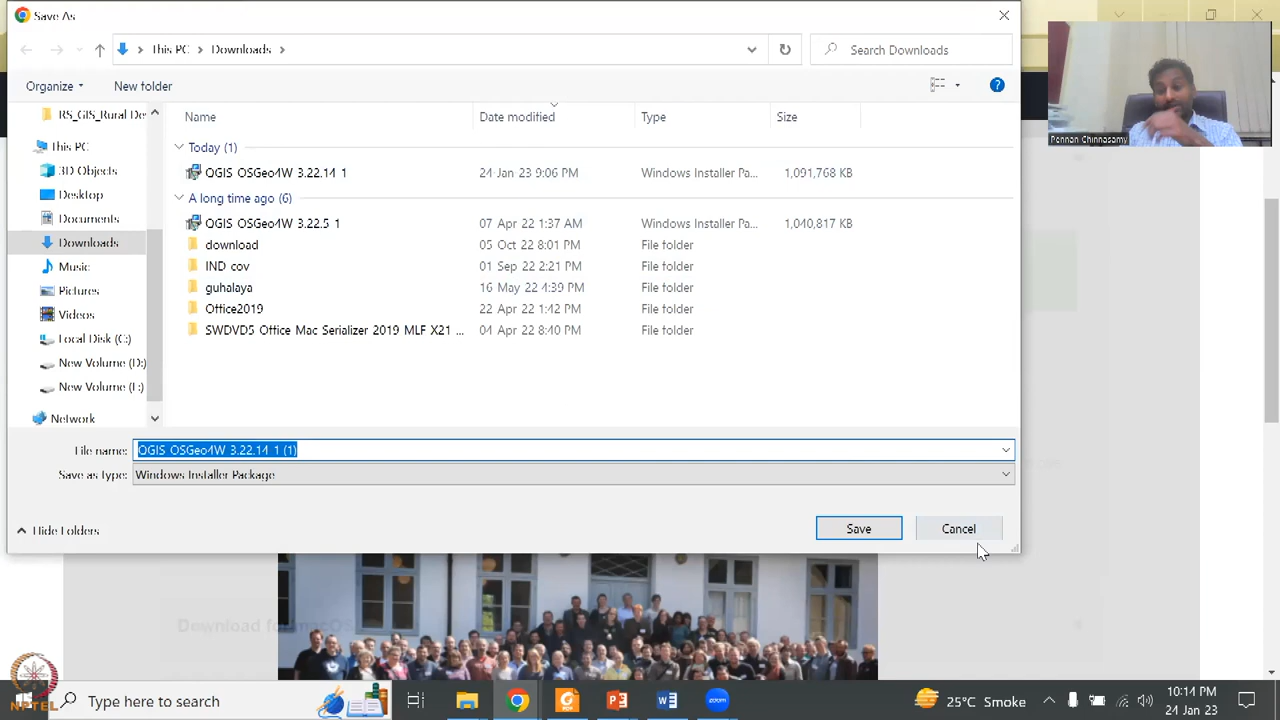 Save As
This PC
Downloads
Search Downloads
Organize
New folder
Name
Date modified
Type
Size
RS_GIS_Rural De
This PC
3D Objects
Desktop
Documents
Downloads
Music
Pictures
Videos
Local Disk (C:)
New Volume (D:)
Network
Today (1)
QGIS OSGeo4W 3.22.14 1 24 Jan 23 9:06 PM Windows Installer Pa... 1,091,768 KB
A long time ago (6)
QGIS OSGeo4W 3.22.5 1 07 Apr 22 1:37 AM Windows Installer Pa... 1,040,817 KB
download 05 Oct 22 8:01 PM File folder
IND cov 01 Sep 22 2:21 PM File folder
guhalaya 16 May 22 4:39 PM File folder
Office2019 22 Apr 22 1:42 PM File folder
SWDVD5 Office Mac Serializer 2019 MLF X21 ... 04 Apr 22 8:40 PM File folder
File name: QGIS OSGeo4W 3.22.14 1 (1)
Save as type: Windows Installer Package
Hide Folders
Save
Cancel
Pennan Chinnasamy
Download for macOS
NPTEL
Type here to search
zoom
25°C Smoke
10:14 PM
24 Jan 23